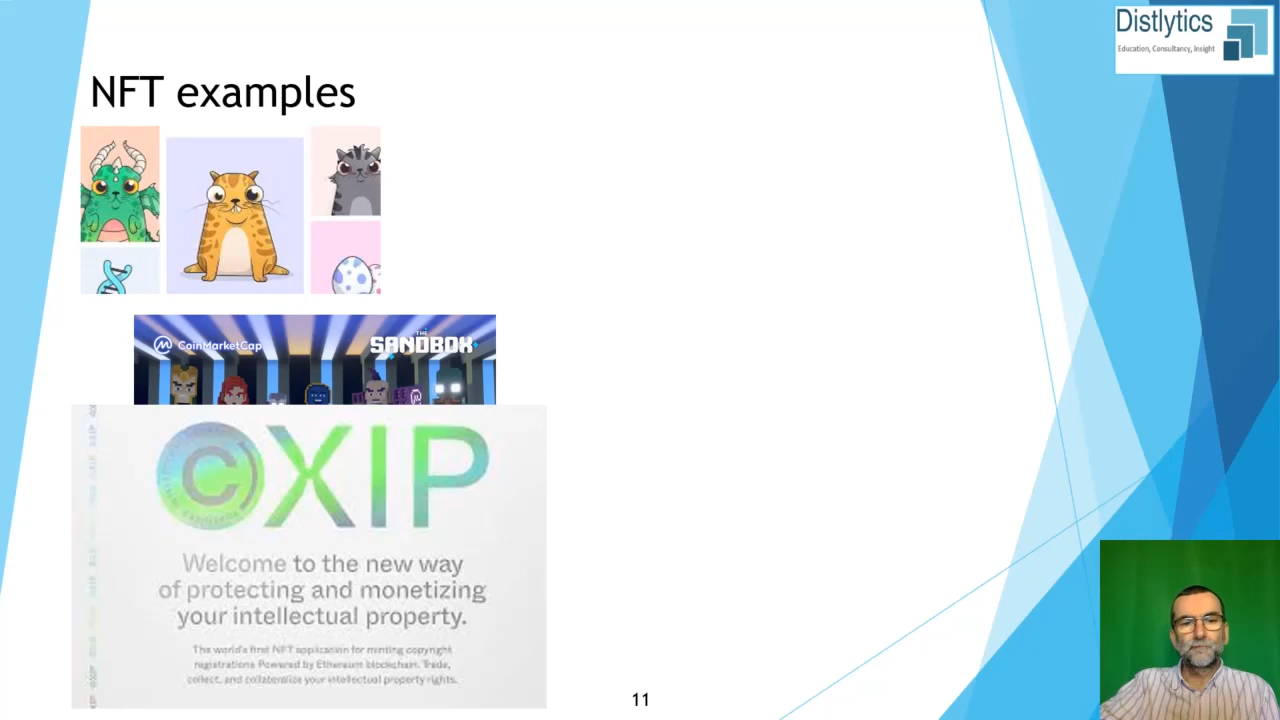 Distlytics
Education, Consultancy, Insight
NFT examples
CoinMarketCap
THE
SANDBOX
©XIP
Welcome to the new way
of protecting and monetizing
your intellectual property.
The world's first NFT application for minting copyright
registrations Powered by Ethereum blockchain. Trade,
collect, and collateralize your intellectual property rights.
11